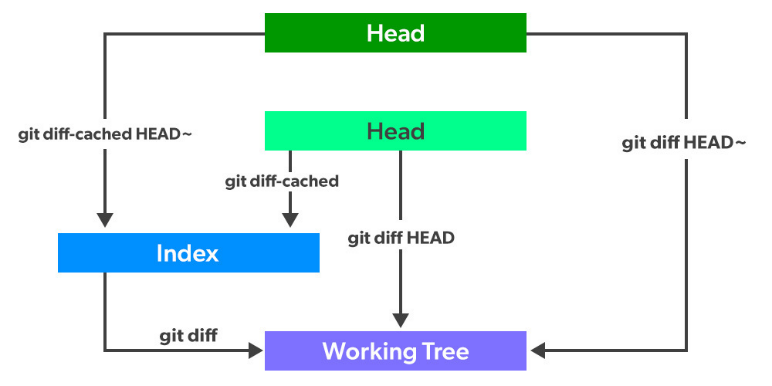 Head
git diff-cached HEAD~
Head
git diff HEAD~
git diff-cached
git diff HEAD
Index
git diff
Working Tree